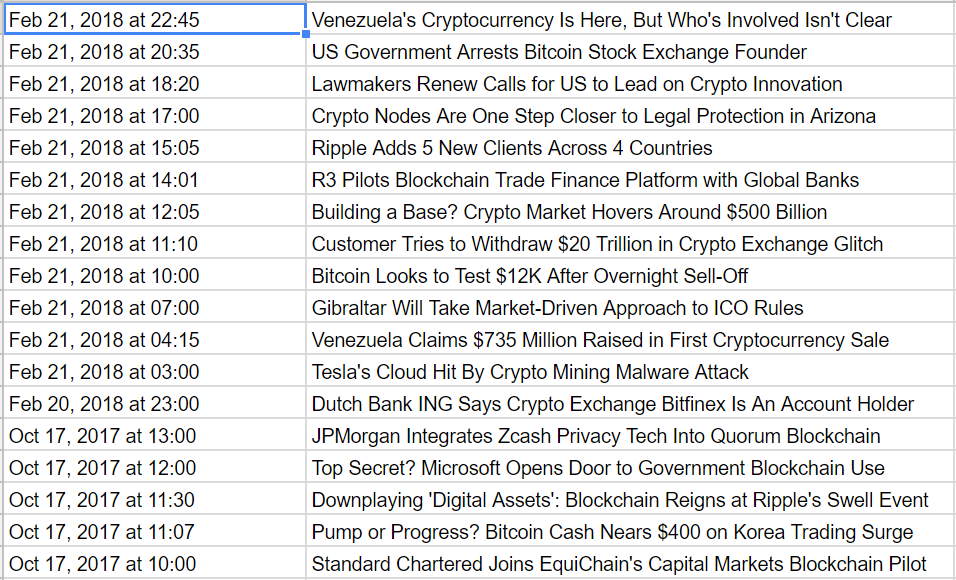 Feb 21, 2018 at 22:45 Venezuela's Cryptocurrency Is Here, But Who's Involved Isn't Clear
Feb 21, 2018 at 20:35 US Government Arrests Bitcoin Stock Exchange Founder
Feb 21, 2018 at 18:20 Lawmakers Renew Calls for US to Lead on Crypto Innovation
Feb 21, 2018 at 17:00 Crypto Nodes Are One Step Closer to Legal Protection in Arizona
Feb 21, 2018 at 15:05 Ripple Adds 5 New Clients Across 4 Countries
Feb 21, 2018 at 14:01 R3 Pilots Blockchain Trade Finance Platform with Global Banks
Feb 21, 2018 at 12:05 Building a Base? Crypto Market Hovers Around $500 Billion
Feb 21, 2018 at 11:10 Customer Tries to Withdraw $20 Trillion in Crypto Exchange Glitch
Feb 21, 2018 at 10:00 Bitcoin Looks to Test $12K After Overnight Sell-Off
Feb 21, 2018 at 07:00 Gibraltar Will Take Market-Driven Approach to ICO Rules
Feb 21, 2018 at 04:15 Venezuela Claims $735 Million Raised in First Cryptocurrency Sale
Feb 21, 2018 at 03:00 Tesla's Cloud Hit By Crypto Mining Malware Attack
Feb 20, 2018 at 23:00 Dutch Bank ING Says Crypto Exchange Bitfinex Is An Account Holder
Oct 17, 2017 at 13:00 JPMorgan Integrates Zcash Privacy Tech Into Quorum Blockchain
Oct 17, 2017 at 12:00 Top Secret? Microsoft Opens Door to Government Blockchain Use
Oct 17, 2017 at 11:30 Downplaying 'Digital Assets': Blockchain Reigns at Ripple's Swell Event
Oct 17, 2017 at 11:07 Pump or Progress? Bitcoin Cash Nears $400 on Korea Trading Surge
Oct 17, 2017 at 10:00 Standard Chartered Joins EquiChain's Capital Markets Blockchain Pilot